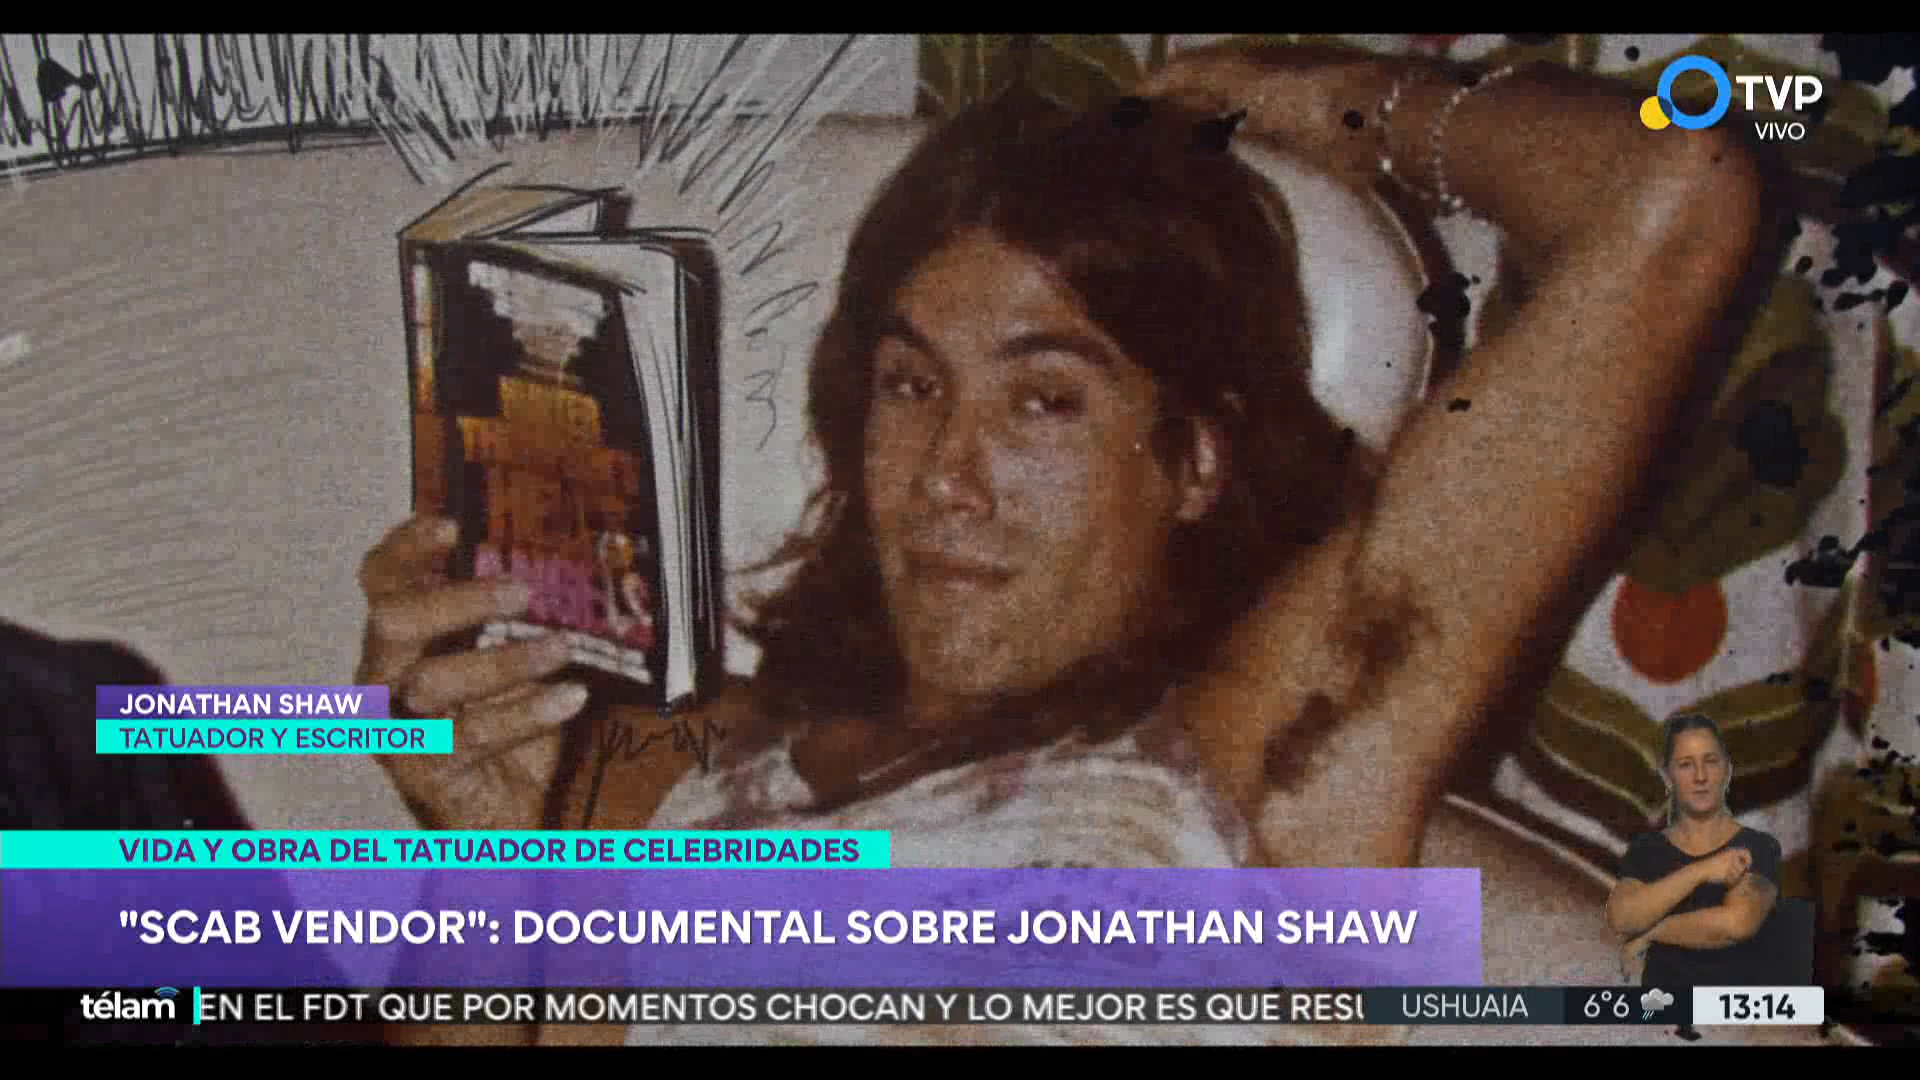 TVP
VIVO
JONATHAN SHAW
TATUADOR Y ESCRITOR
VIDA Y OBRA DEL TATUADOR DE CELEBRIDADES
"SCAB VENDOR": DOCUMENTAL SOBRE JONATHAN SHAW
télam EN EL FDT QUE POR MOMENTOS CHOCAN Y LO MEJOR ES QUE USHUAIA 6°6 13:14